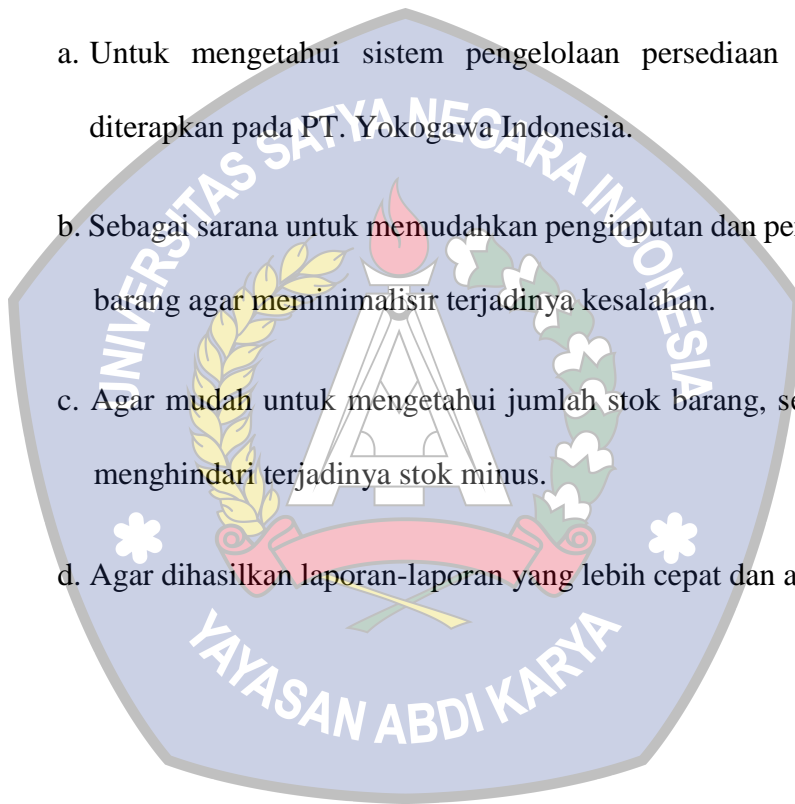 a. Untuk mengetahui sistem pengelolaan persediaan
diterapkan pada PT. Yokogawa Indonesia.
b. Sebagai sarana untuk memudahkan penginputan dan
barang agar meminimalisir terjadinya kesalahan.
c. Agar mudah untuk mengetahui jumlah stok barang,
menghindari terjadinya stok minus.
d. Agar dihasilkan laporan-laporan yang lebih cepat dan
UNIVERSITAS SATYA NEGARA INDONESIA
YAYASAN ABDI KARYA